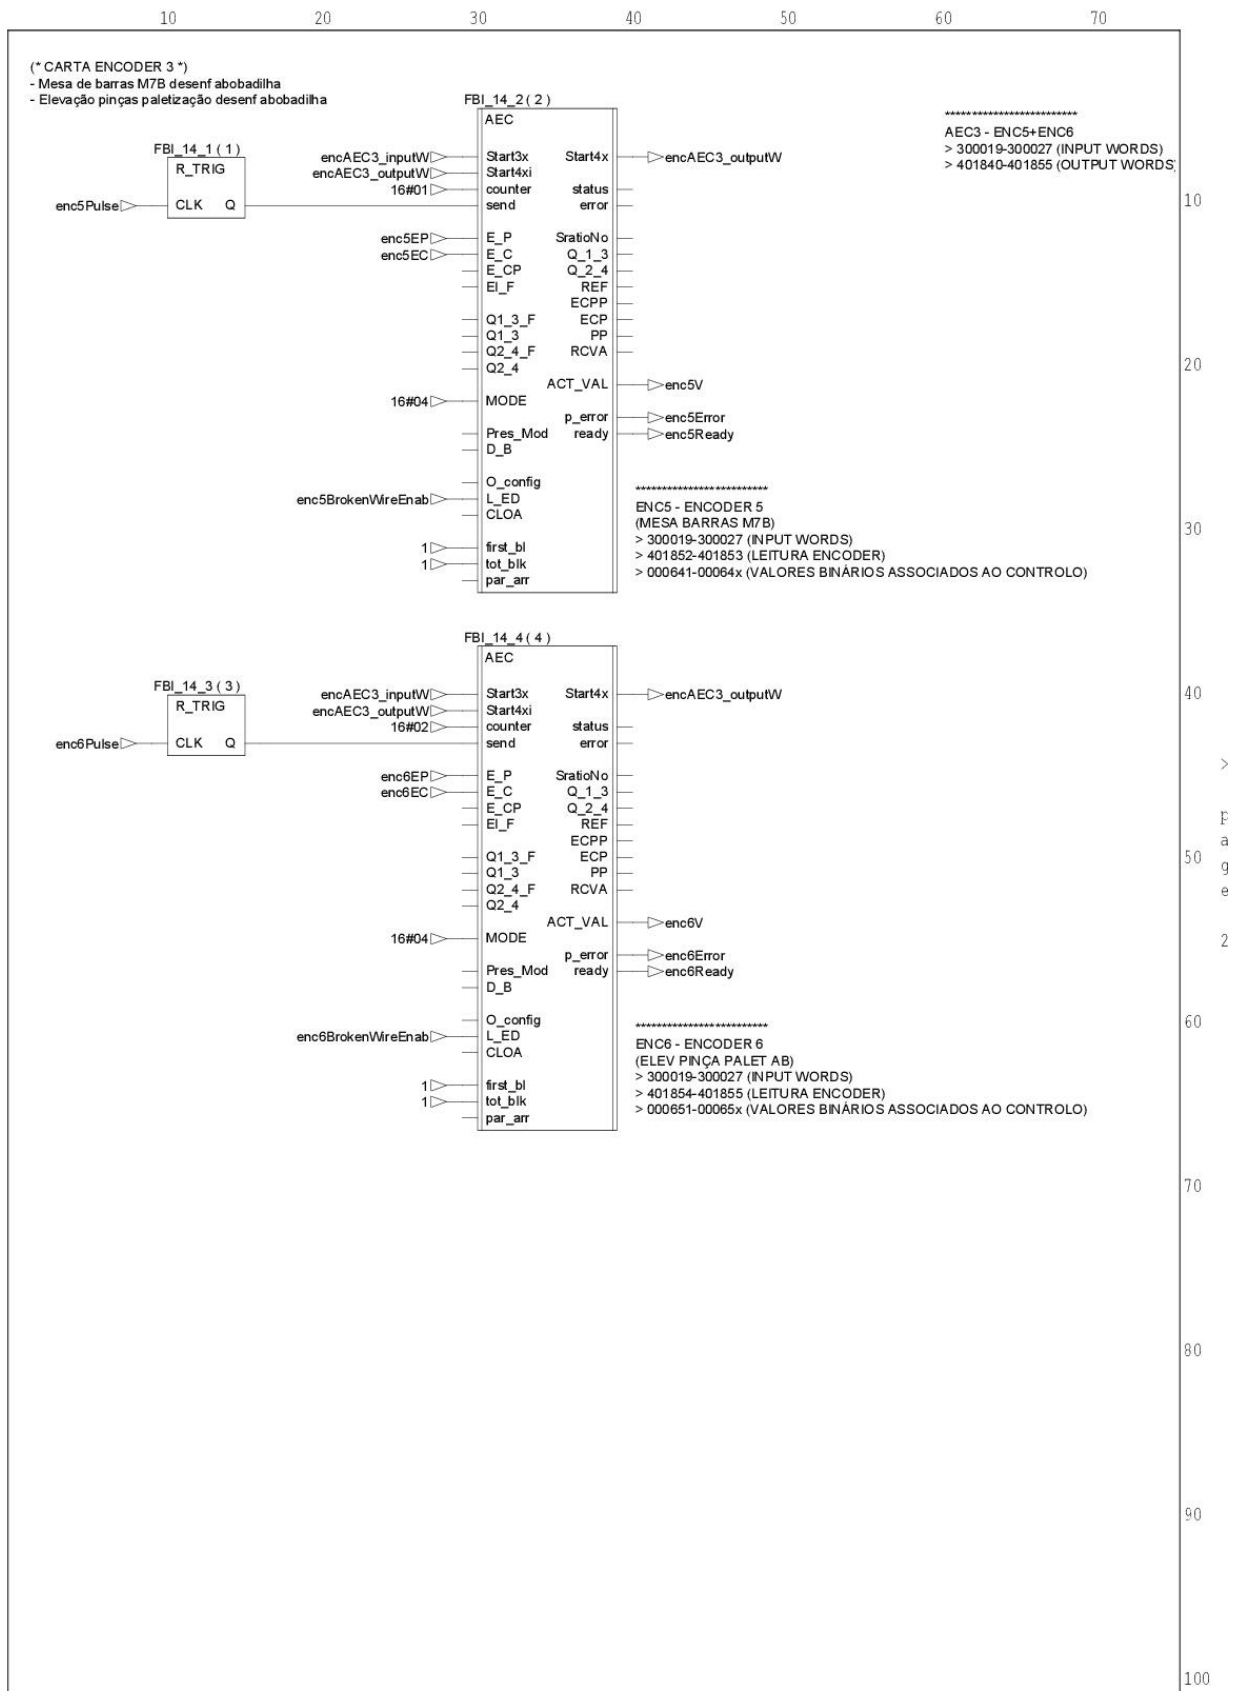 10 20 30 40 50 60 70
(* CARTA ENCODER 3 *)
- Mesa de barras M7B desenf abobadilha
- Elevação pinças paletização desenf abobadilha
FBI_14_2 ( 2 )
AEC
*************************
AEC3 - ENC5+ENC6
> 300019-300027 (INPUT WORDS)
> 401840-401855 (OUTPUT WORDS
FBI_14_1 ( 1 )
R_TRIG
encAEC3_inputW Start3x Start4x encAEC3_outputW
encAEC3_outputW Start4xi
16#01 counter status
enc5Pulse CLK Q send error
10
enc5EP E_P SratioNo
enc5EC E_C Q_1_3
E_CP Q_2_4
EI_F REF
ECPP
Q1_3_F ECP
Q1_3 PP
Q2_4_F RCVA
Q2_4
20
ACT_VAL enc5V
16#04 MODE
p_error enc5Error
Pres_Mod ready enc5Ready
D_B
O_config
enc5BrokenWireEnab L_ED
CLOA
*************************
ENC5 - ENCODER 5
(MESA BARRAS M7B)
> 300019-300027 (INPUT WORDS)
> 401852-401853 (LEITURA ENCODER)
> 000641-00064x (VALORES BINÁRIOS ASSOCIADOS AO CONTROLO)
30
1 first_bl
1 tot_blk
par_arr
FBI_14_4 ( 4 )
AEC
FBI_14_3 ( 3 )
R_TRIG
encAEC3_inputW Start3x Start4x encAEC3_outputW
40
encAEC3_outputW Start4xi
16#02 counter status
enc6Pulse CLK Q send error
enc6EP E_P SratioNo
enc6EC E_C Q_1_3
E_CP Q_2_4
EI_F REF
ECPP
Q1_3_F ECP
50
Q1_3 PP
Q2_4_F RCVA
Q2_4
ACT_VAL enc6V
16#04 MODE
p_error enc6Error
Pres_Mod ready enc6Ready
D_B
O_config
60
enc6BrokenWireEnab L_ED
CLOA
*************************
ENC6 - ENCODER 6
(ELEV PINÇA PALET AB)
> 300019-300027 (INPUT WORDS)
> 401854-401855 (LEITURA ENCODER)
> 000651-00065x (VALORES BINÁRIOS ASSOCIADOS AO CONTROLO)
1 first_bl
1 tot_blk
par_arr
70
80
90
100
> page 2